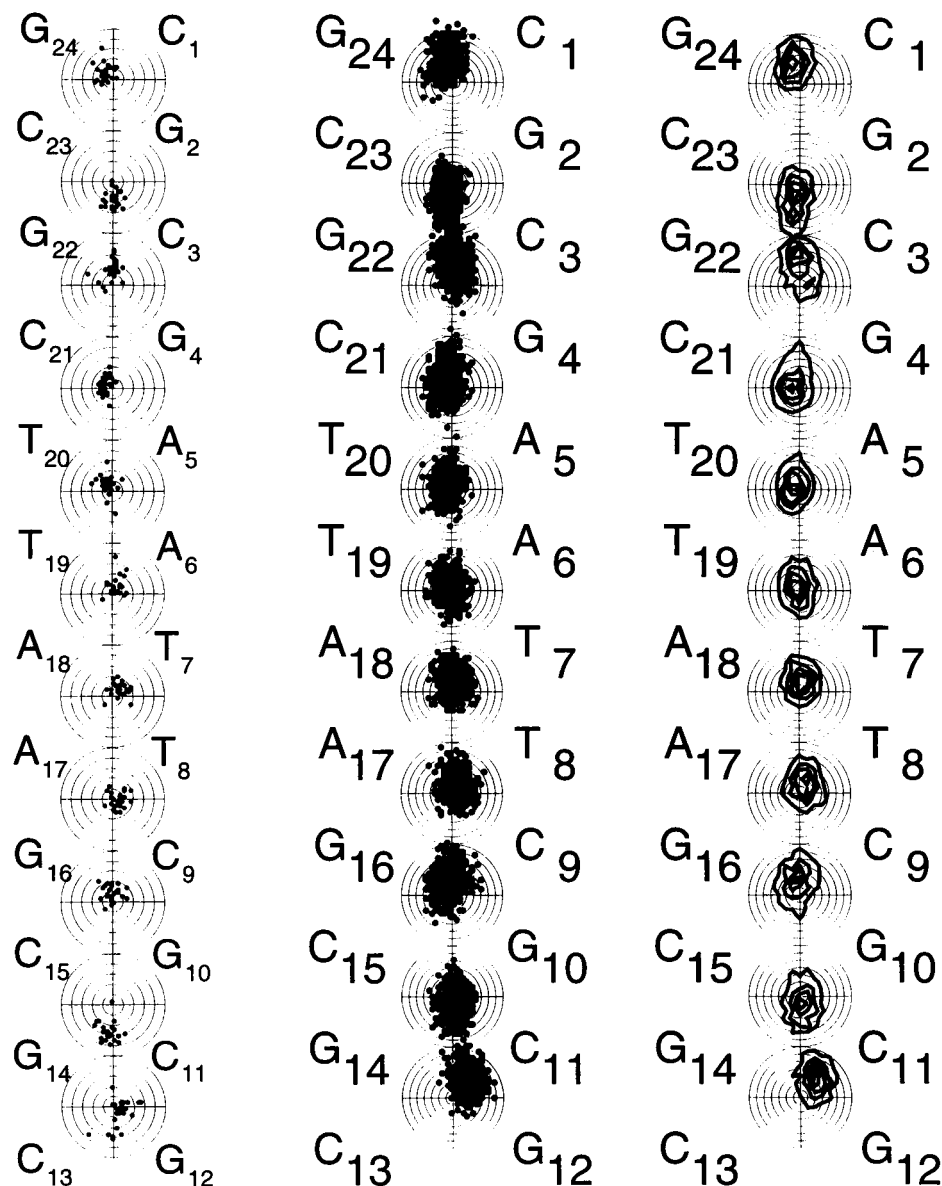 G24 C1 G24 C1 G24 C1
C23 G2 C23 G2 C23 G2
G22 C3 G22 C3 G22 C3
C21 G4 C21 G4 C21 G4
T20 A5 T20 A5 T20 A5
T19 A6 T19 A6 T19 A6
A18 T7 A18 T7 A18 T7
A17 T8 A17 T8 A17 T8
G16 C9 G16 C9 G16 C9
C15 G10 C15 G10 C15 G10
G14 C11 G14 C11 G14 C11
C13 G12 C13 G12 C13 G12